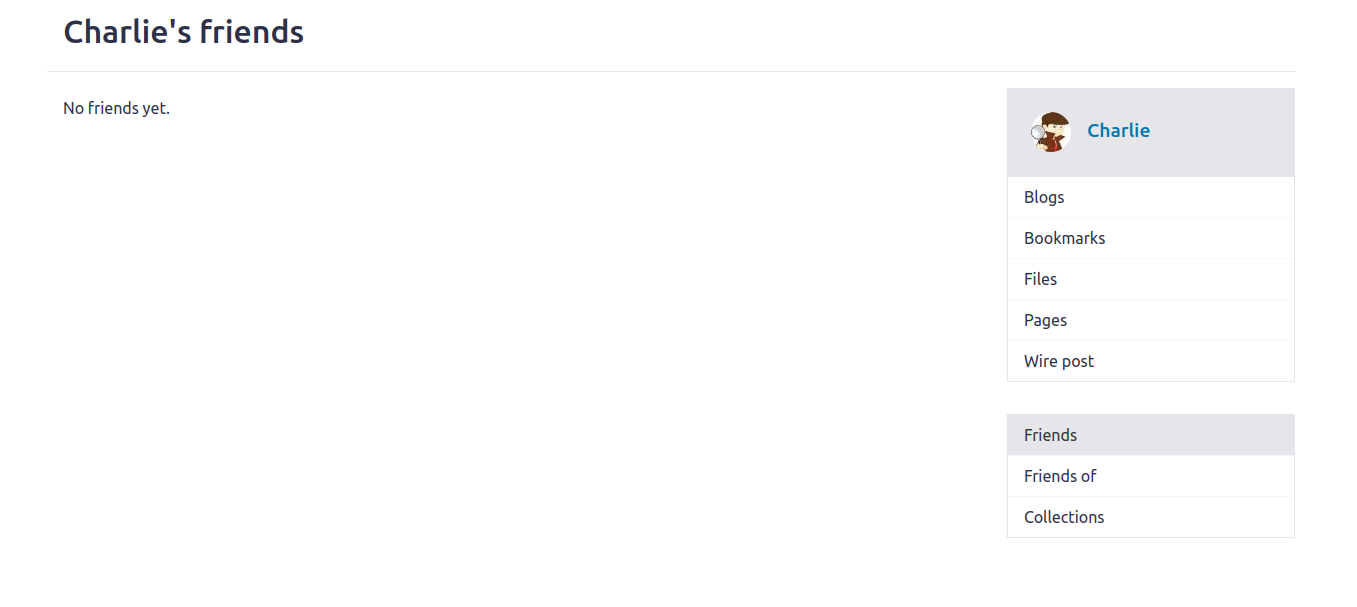 Charlie's friends
No friends yet.
Charlie
Blogs
Bookmarks
Files
Pages
Wire post
Friends
Friends of
Collections